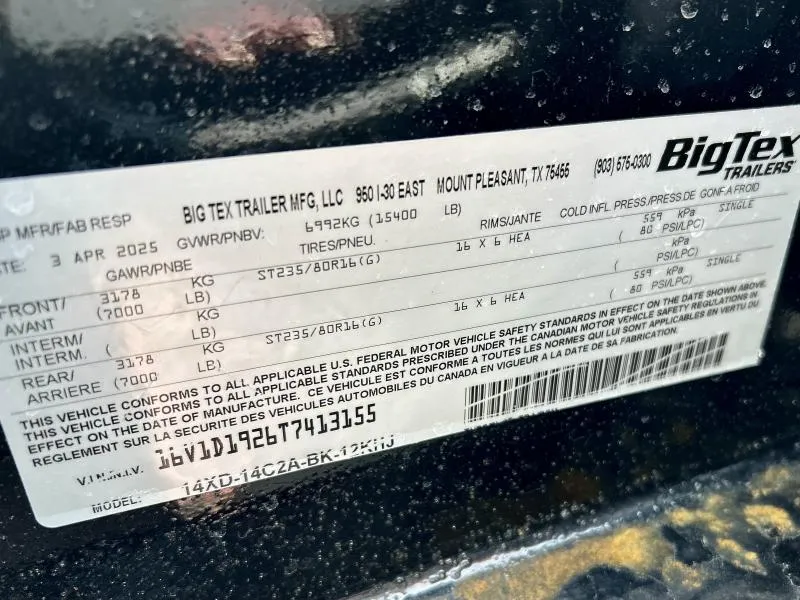 BigTex
TRAILERS
SP MFR/FAB RESP BIG TEX TRAILER MFG, LLC 950 I-30 EAST MOUNT PLEASANT, TX 75455 (903) 575-0300
3 APR 2025 GVWR/PNBV: 6992KG (15400 LB)
GAWR/PNBE TIRES/PNEU. RIMS/JANTE COLD INFL. PRESS/PRESS.DE GONFA FROID
FRONT/ 3178 KG ST235/80R16(G) 16 X 6 HEA 559 kPa SINGLE
AVANT (7000 LB) ( 80 PSI/LPC)
INTERM/ KG kPa
INTERM. ( LB) ( PSI/LPC)
REAR/ 3178 KG ST235/80R16(G) 16 X 6 HEA 559 kPa SINGLE
ARRIERE (7000 LB) ( 80 PSI/LPC)
THIS VEHICLE CONFORMS TO ALL APPLICABLE U.S. FEDERAL MOTOR VEHICLE SAFETY STANDARDS IN EFFECT ON THE DATE SHOWN ABOVE.
THIS VEHICLE CONFORMS TO ALL APPLICABLE STANDARDS PRESCRIBED UNDER THE CANADIAN MOTOR VEHICLE SAFETY REGULATIONS IN
EFFECT ON THE DATE OF MANUFACTURE. CE VEHICULE EST CONFORME A TOUTES LES NORMES QUI LUI SONT APPLICABLES EN VERTU DU
REGLEMENT SUR LA SECURITE DES VEHICULES AUTOMOBILES DU CANADA EN VIGUEUR A LA DATE DE SA FABRICATION.
16V1D1926T7413155
MODEL: 14XD-14C2A-BK-12KHJ